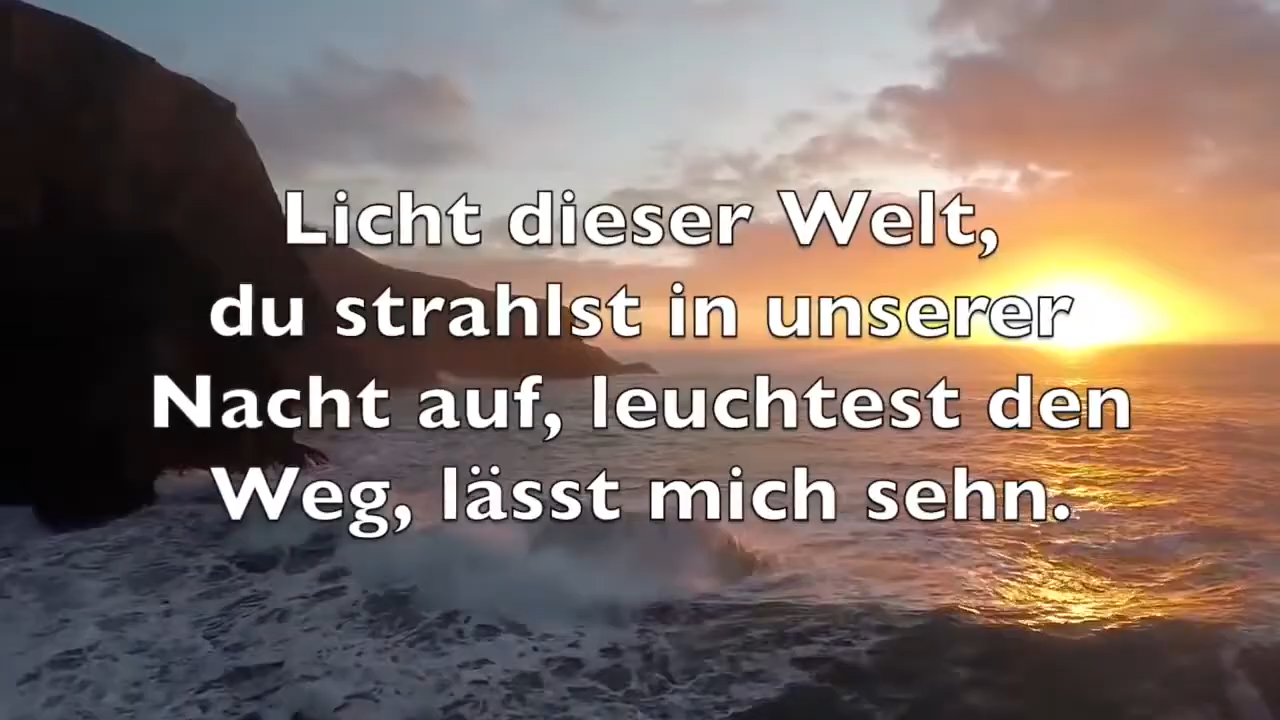 Licht dieser Welt,
du strahlst in unserer
Nacht auf, leuchtest den
Weg, lässt mich sehn.